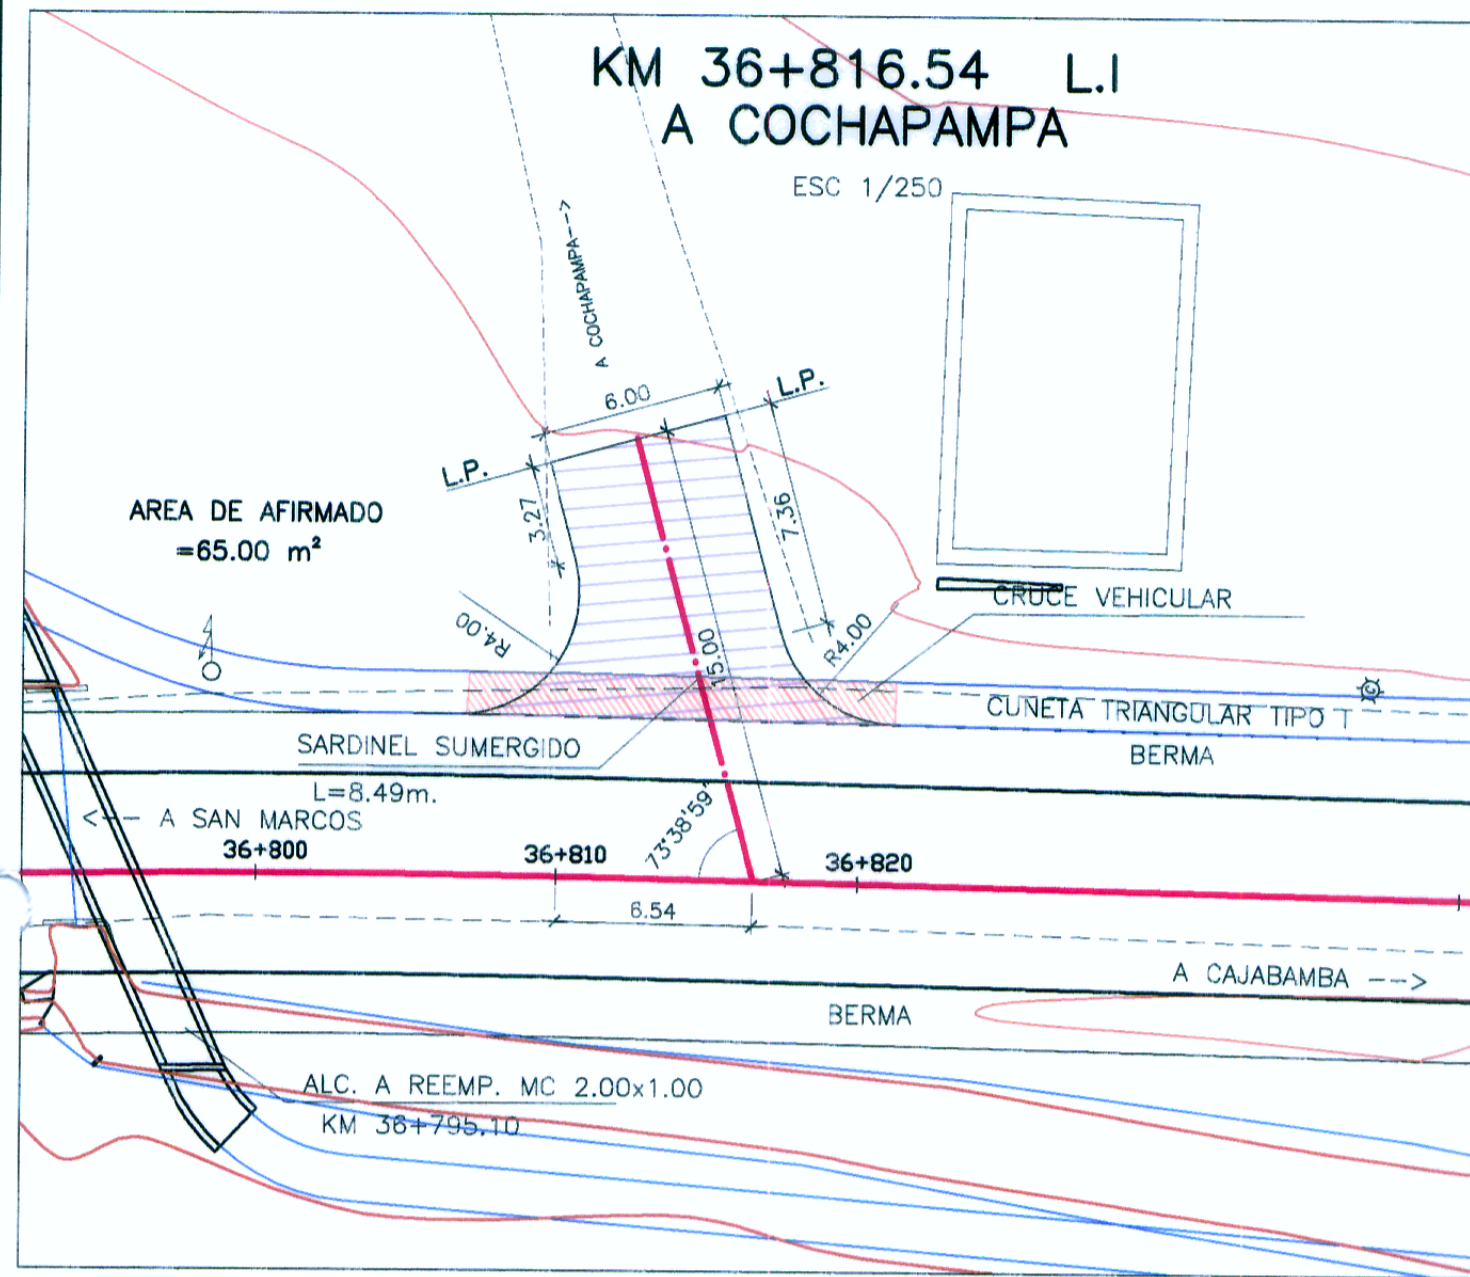 KM 36+816.54 L.I
A COCHAPAMPA
ESC 1/250
A COCHAPAMPA--->
6.00
L.P.
L.P.
3.27
7.36
AREA DE AFIRMADO
=65.00 m²
R4.00
R4.00
15.00
CRUCE VEHICULAR
CUNETA TRIANGULAR TIPO T
SARDINEL SUMERGIDO
L=8.49m.
BERMA
<-- A SAN MARCOS
73°38'59"
36+800
36+810
36+820
6.54
A CAJABAMBA -->
BERMA
ALC. A REEMP. MC 2.00x1.00
KM 36+795.10